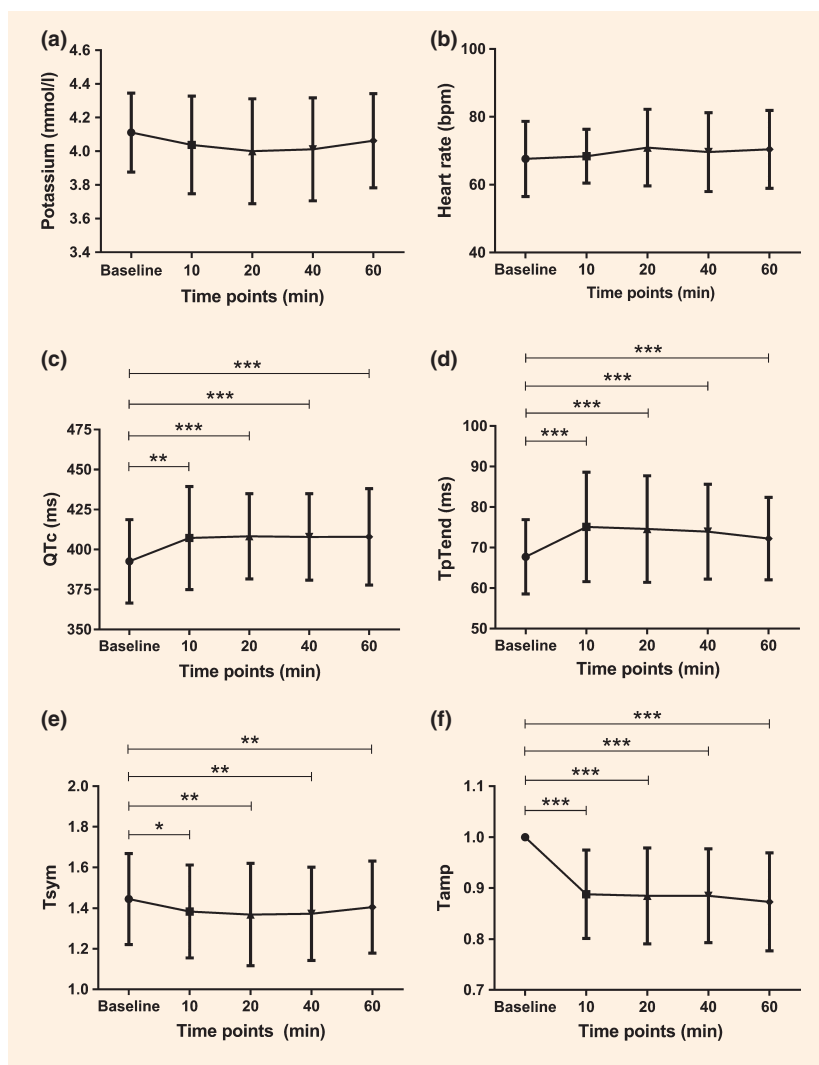 (a)
4.6
4.4
4.2
4.0
3.8
3.6
3.4
Potassium (mmol/l)
Baseline 10 20 40 60
Time points (min)
(b)
100
80
60
40
Heart rate (bpm)
Baseline 10 20 40 60
Time points (min)
(c)
***
***
***
**
475
450
425
400
375
350
QTc (ms)
Baseline 10 20 40 60
Time points (min)
(d)
***
***
***
***
100
90
80
70
60
50
TpTend (ms)
Baseline 10 20 40 60
Time points (min)
(e)
**
**
**
*
2.0
1.8
1.6
1.4
1.2
1.0
Tsym
Baseline 10 20 40 60
Time points (min)
(f)
***
***
***
***
1.1
1.0
0.9
0.8
0.7
Tamp
Baseline 10 20 40 60
Time points (min)